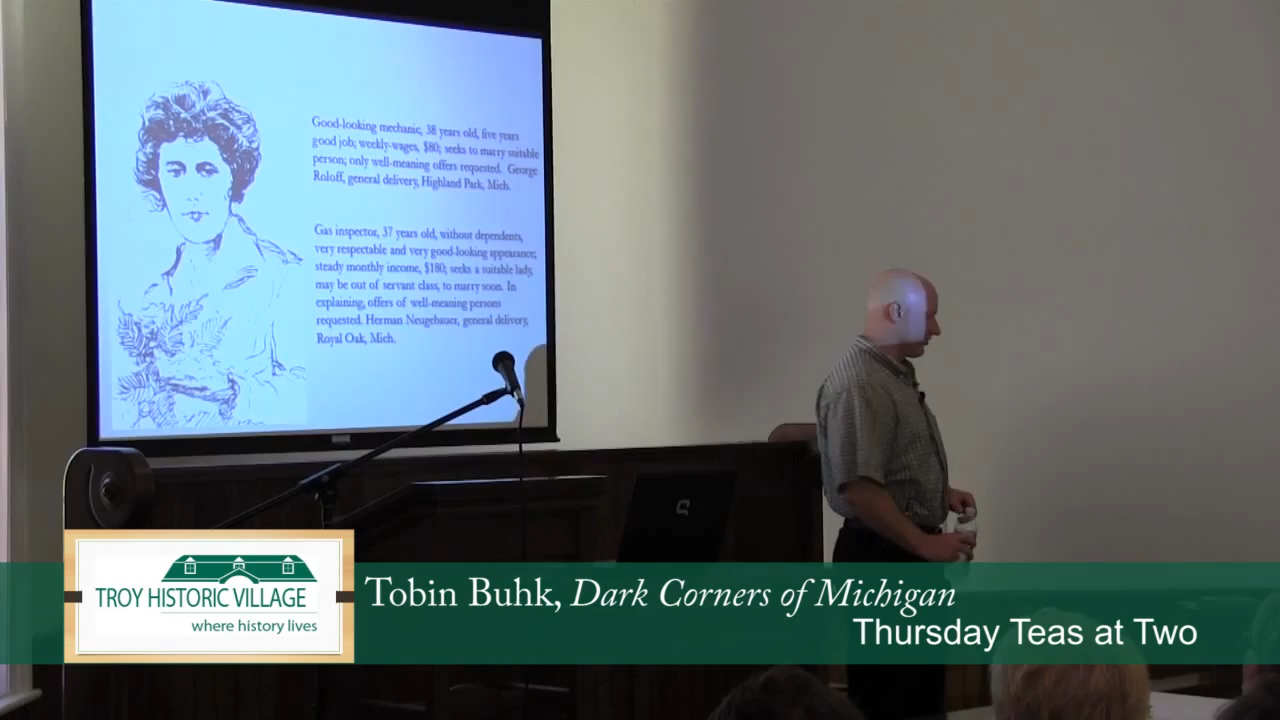 Good-looking mechanic, 38 years old, five years
good job; weekly-wages, $80; seeks to marry suitable
person; only well-meaning offers requested. George
Roloff, general delivery, Highland Park, Mich.
Gas inspector, 37 years old, without dependents,
very respectable and very good-looking appearance;
steady monthly income, $180; seeks a suitable lady,
may be out of servant class, to marry soon. In
explaining, offers of well-meaning persons
requested. Herman Neugebauer, general delivery,
Royal Oak, Mich.
TROY HISTORIC VILLAGE
where history lives
Tobin Buhk, Dark Corners of Michigan
Thursday Teas at Two